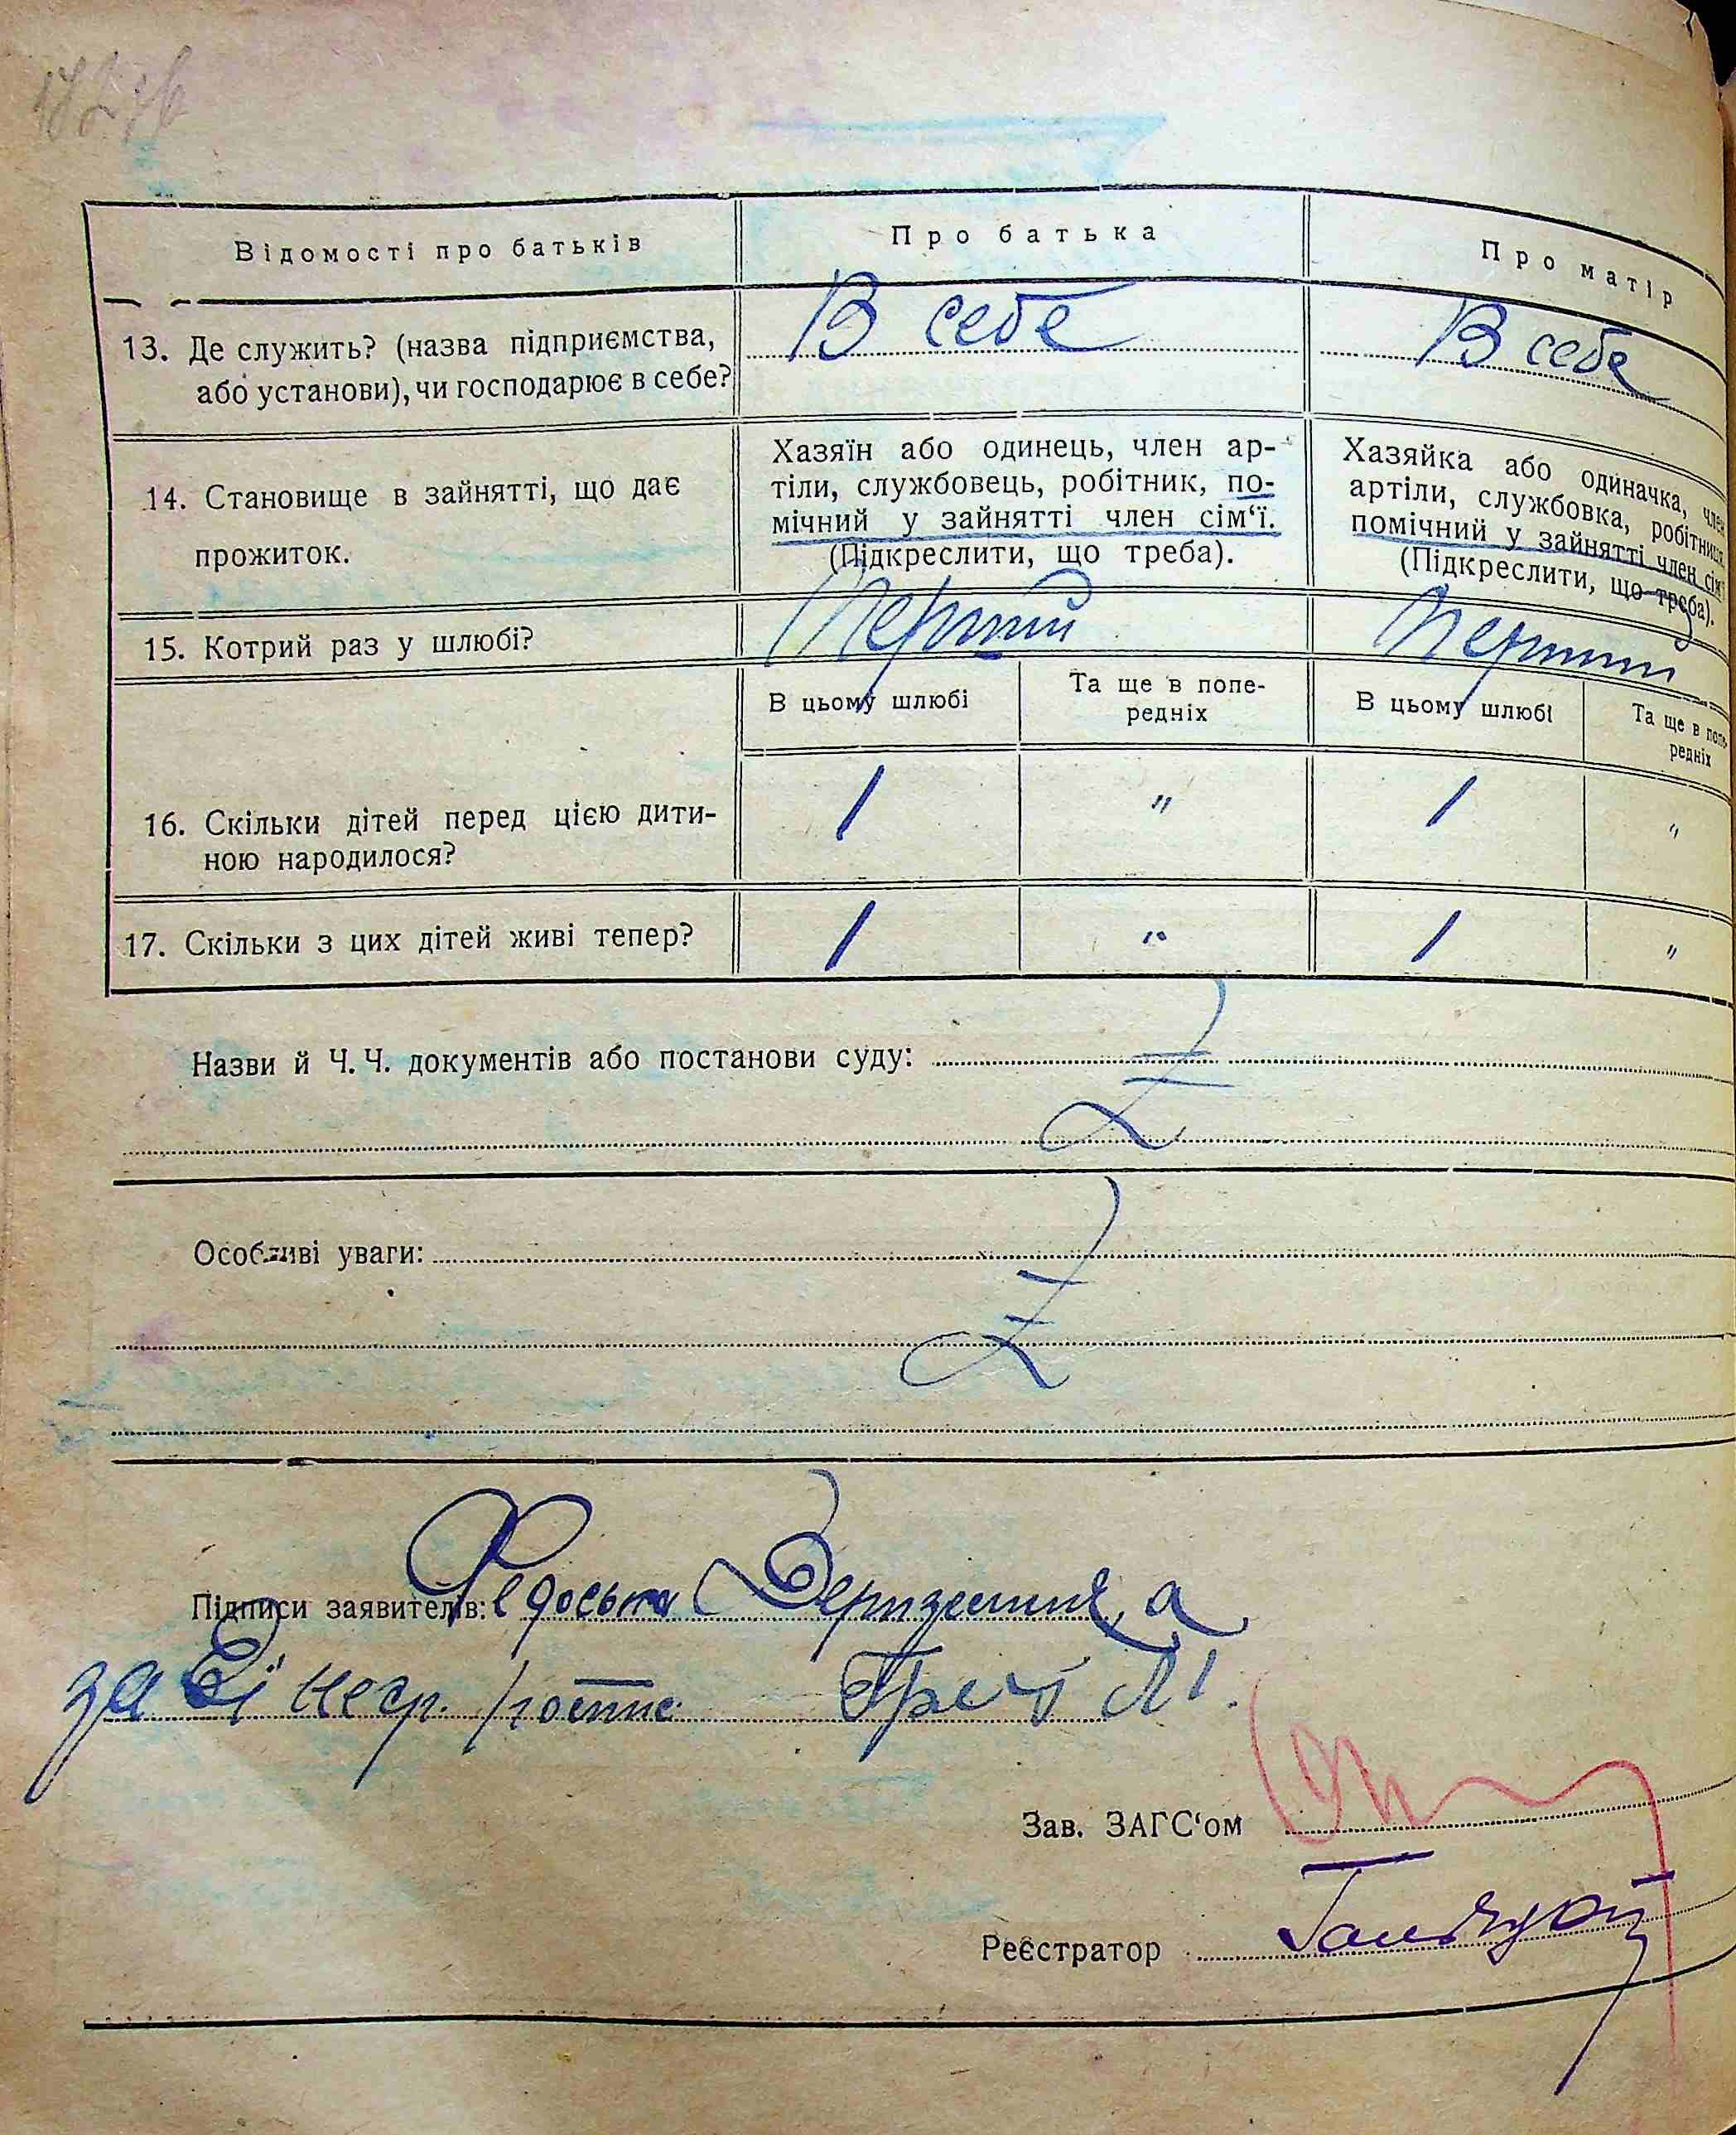 Відомості про батьків
Про батька
Про матір
13. Де служить? (назва підприємства,
або установи), чи господарює в себе?
В себе
В себе
14. Становище в зайнятті, що дає
прожиток.
Хазяїн або одинець, член ар-
тіли, службовець, робітник, по-
мічний у зайнятті член сім‘ї.
(Підкреслити, що треба).
Хазяйка або одиначка, член
артіли, службовка, робітниця,
помічний у зайнятті член сім‘ї
(Підкреслити, що треба).
15. Котрий раз у шлюбі?
Перший
Перший
В цьому шлюбі
Та ще в попе-
редніх
В цьому шлюбі
Та ще в попе-
редніх
16. Скільки дітей перед цією дити-
ною народилося?
1 " 1 "
17. Скільки з цих дітей живі тепер?
1 " 1 "
Назви й Ч. Ч. документів або постанови суду:
Z
Особливі уваги:
Z
Підписи заявителів: Федоська
за її негр.
Зав. ЗАГС‘ом
Реєстратор